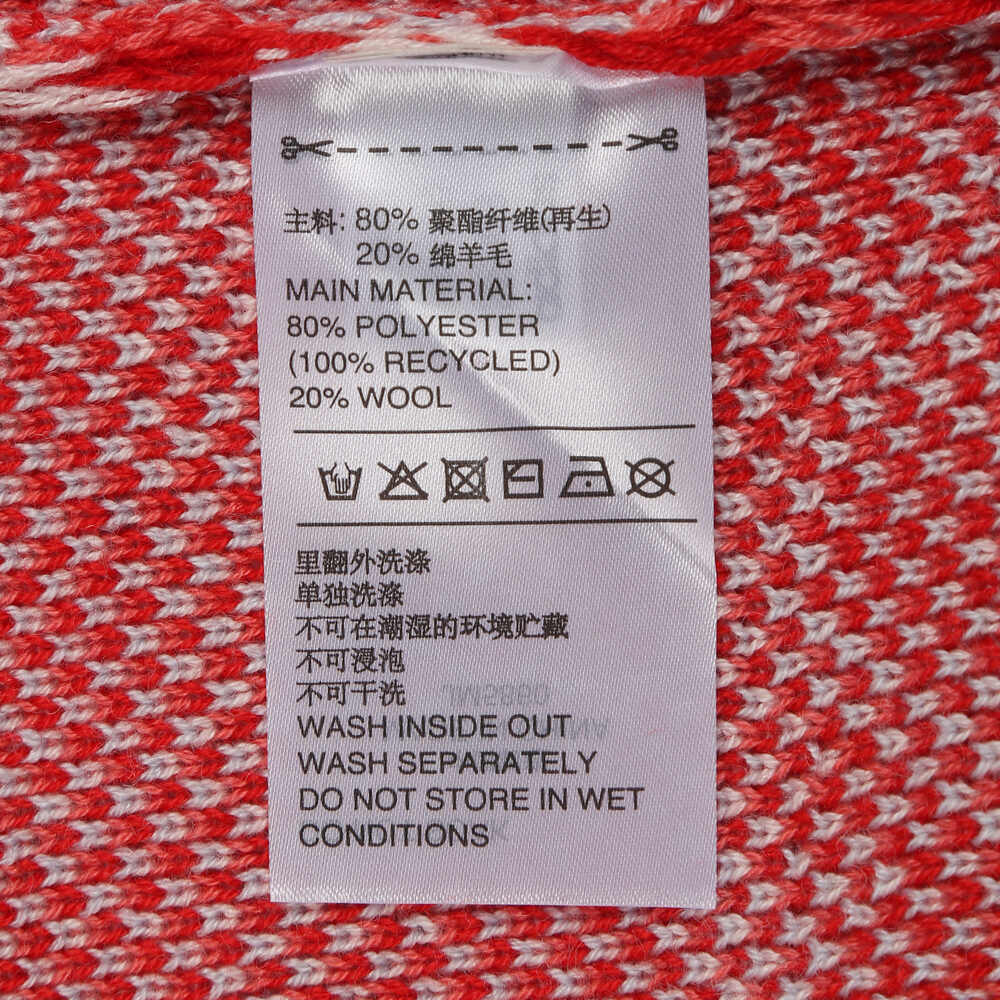 主料: 80% 聚酯纤维(再生)
20% 绵羊毛
MAIN MATERIAL:
80% POLYESTER
(100% RECYCLED)
20% WOOL
里翻外洗涤
单独洗涤
不可在潮湿的环境贮藏
不可浸泡
不可干洗
WASH INSIDE OUT
WASH SEPARATELY
DO NOT STORE IN WET
CONDITIONS